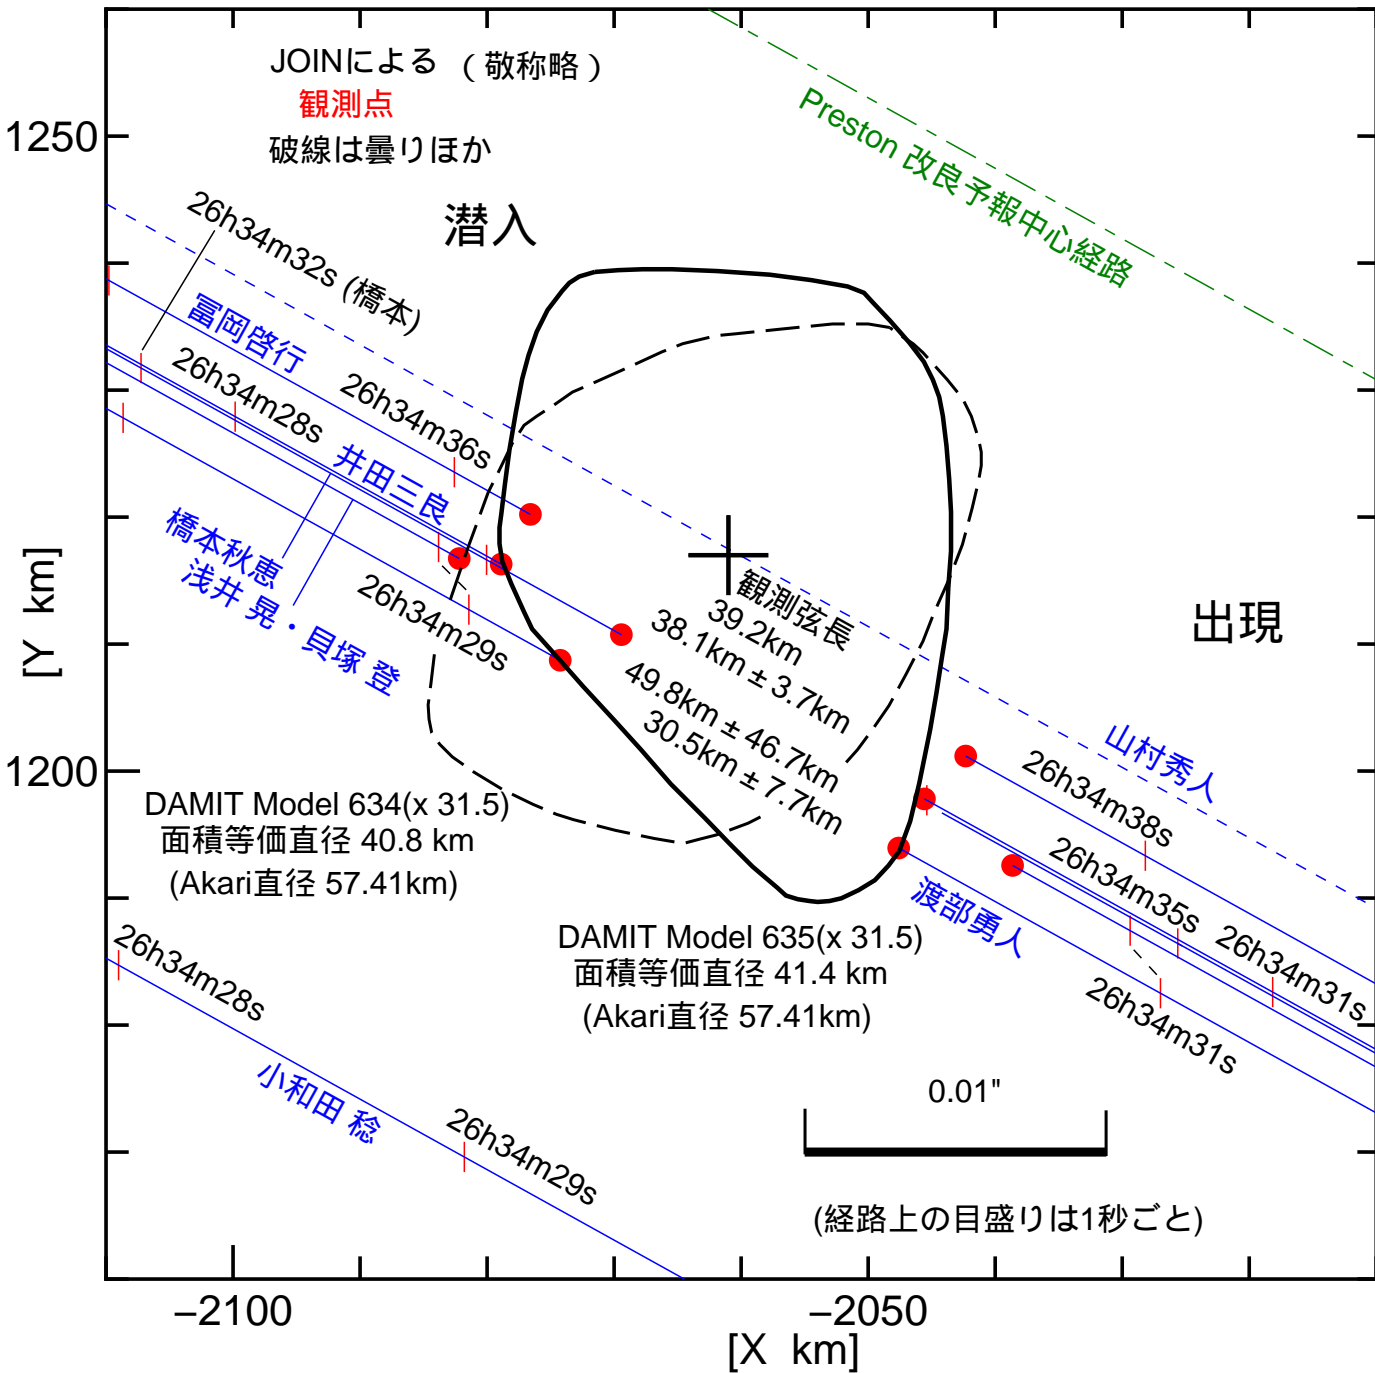 JOINによる （敬称略）
観測点
破線は曇りほか
Preston 改良予報中心経路
1250
潜入
26h34m32s (橋本)
冨岡啓行
26h34m28s
26h34m36s
井田三良
橋本秋恵
浅井 晃・貝塚 登
26h34m29s
[Y km]
観測弦長
39.2km
38.1km ± 3.7km
49.8km ± 46.7km
30.5km ± 7.7km
出現
山村秀人
26h34m38s
1200
DAMIT Model 634(x 31.5)
面積等価直径 40.8 km
(Akari直径 57.41km)
26h34m35s
26h34m31s
渡部勇人
26h34m31s
DAMIT Model 635(x 31.5)
面積等価直径 41.4 km
(Akari直径 57.41km)
26h34m28s
小和田 稔
26h34m29s
0.01"
(経路上の目盛りは1秒ごと)
−2100
−2050
[X km]